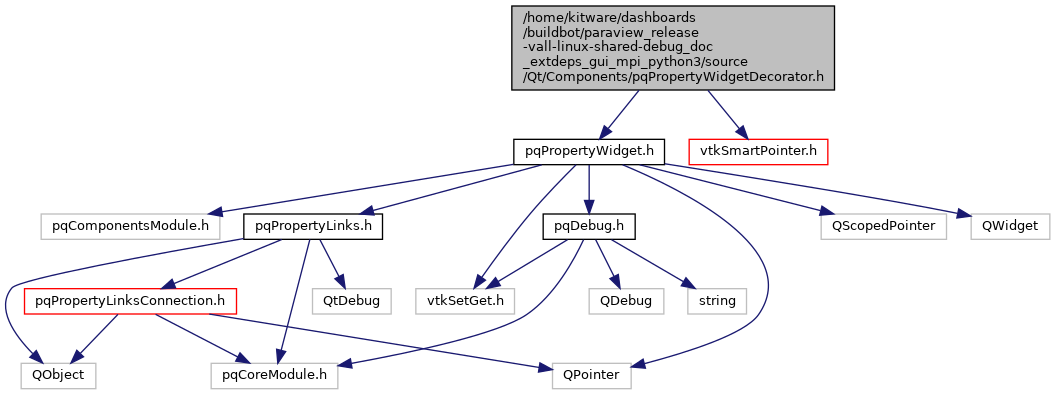 /home/kitware/dashboards
/buildbot/paraview_release
-vall-linux-shared-debug_doc
_extdeps_gui_mpi_python3/source
/Qt/Components/pqPropertyWidgetDecorator.h
pqPropertyWidget.h
vtkSmartPointer.h
pqComponentsModule.h
pqPropertyLinks.h
pqDebug.h
QScopedPointer
QWidget
pqPropertyLinksConnection.h
QtDebug
vtkSetGet.h
QDebug
string
QObject
pqCoreModule.h
QPointer